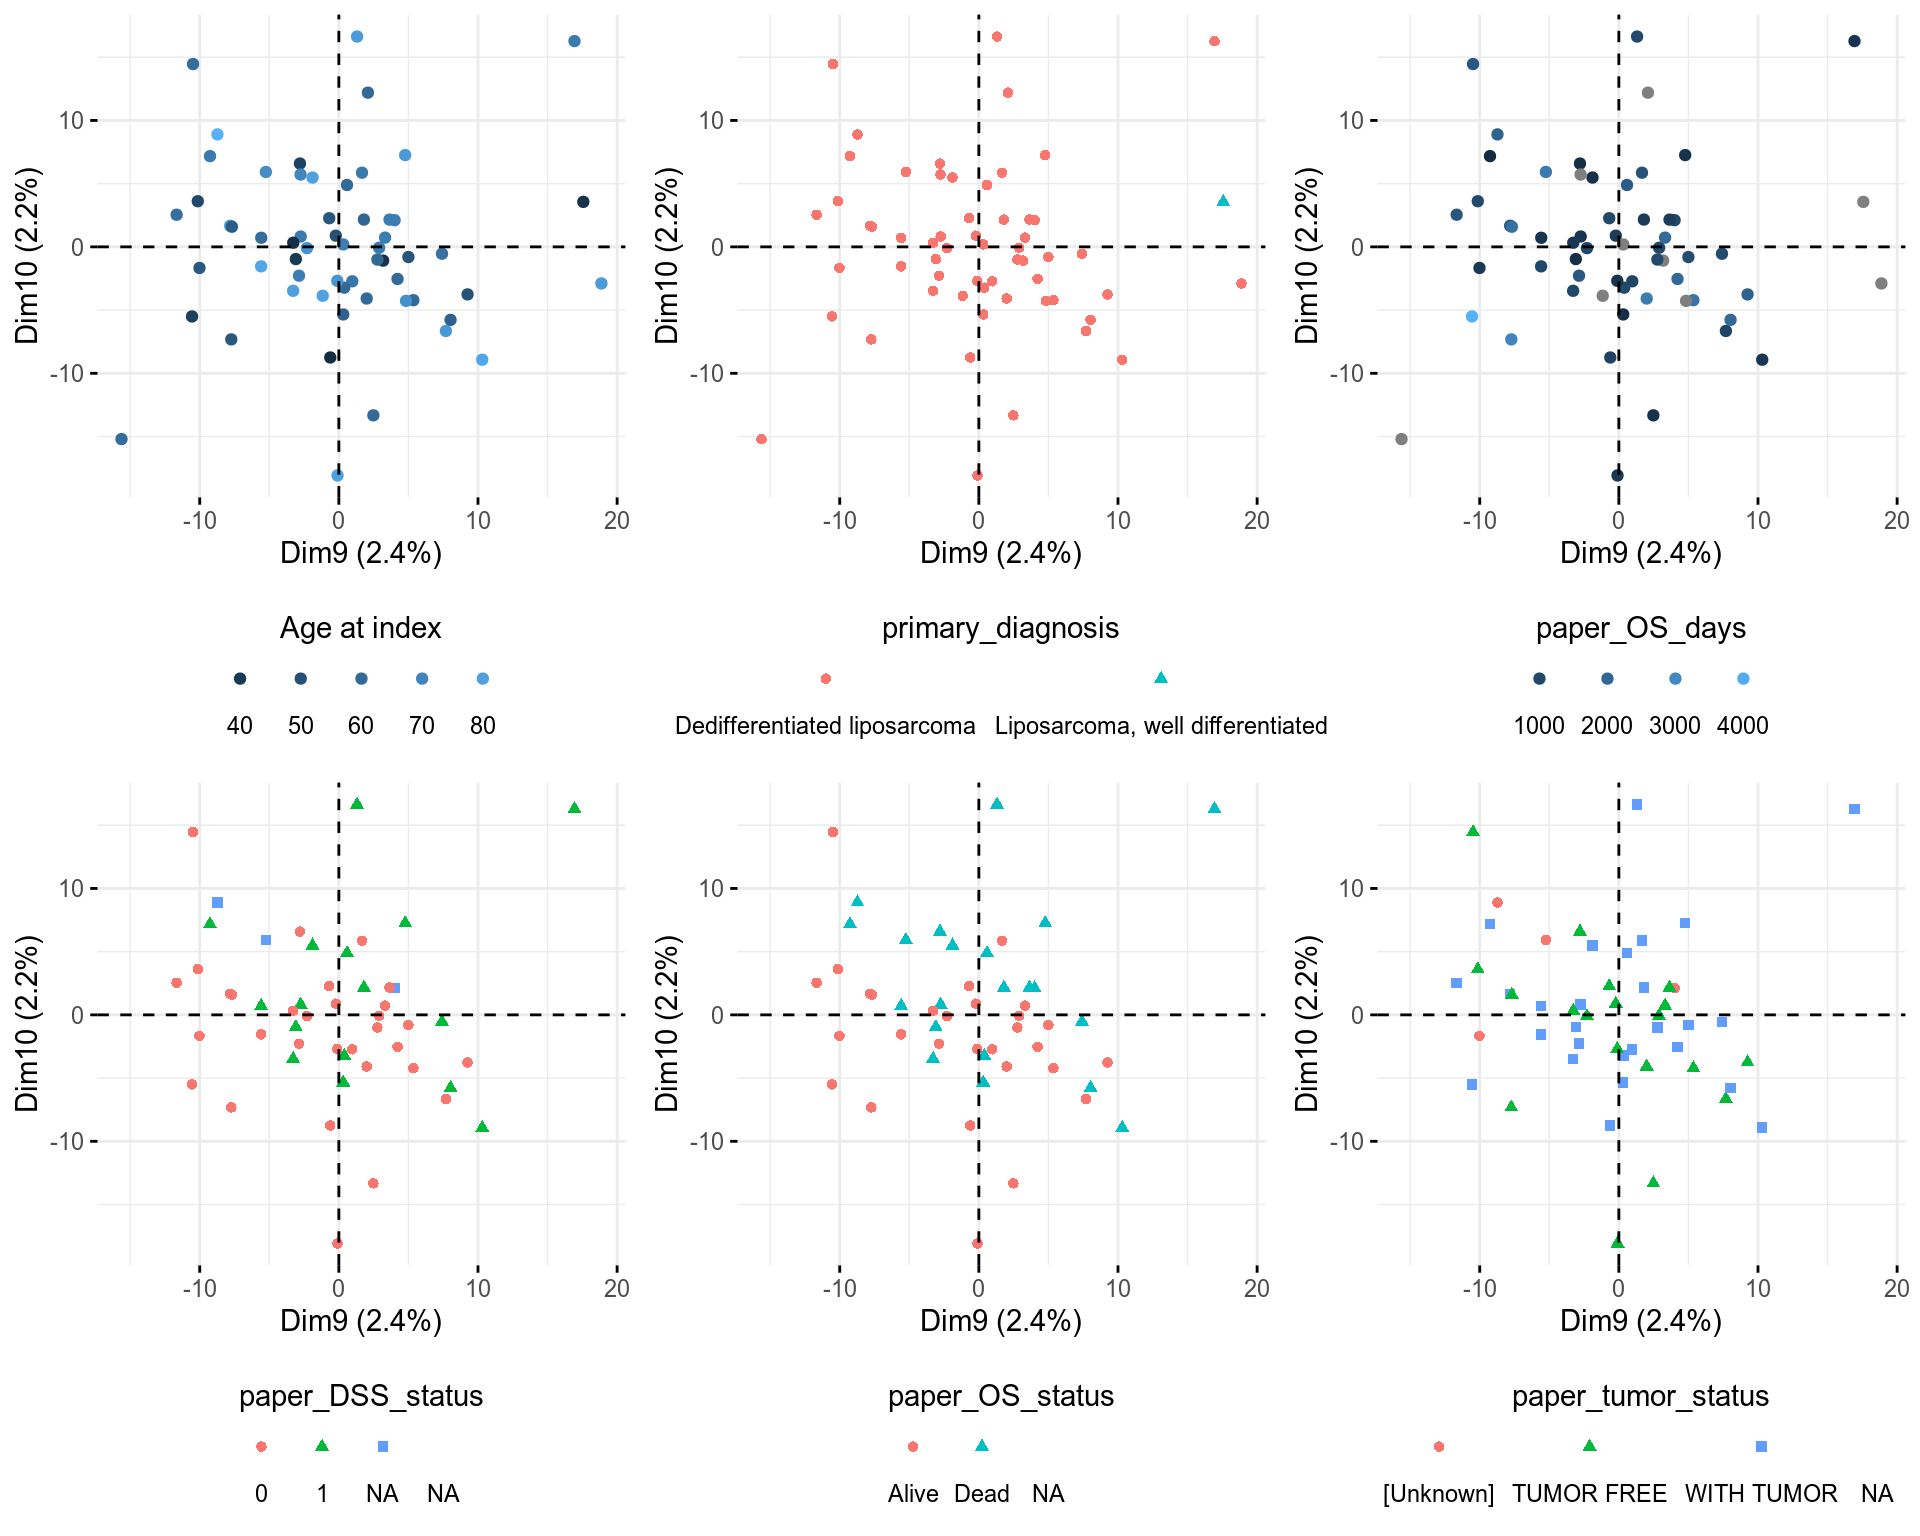 10
0
-10
Dim10 (2.2%)
-10 0 10 20
Dim9 (2.4%)
Age at index
40 50 60 70 80
10
0
-10
Dim10 (2.2%)
-10 0 10 20
Dim9 (2.4%)
primary_diagnosis
Dedifferentiated liposarcoma Liposarcoma, well differentiated
10
0
-10
Dim10 (2.2%)
-10 0 10 20
Dim9 (2.4%)
paper_OS_days
1000 2000 3000 4000
10
0
-10
Dim10 (2.2%)
-10 0 10 20
Dim9 (2.4%)
paper_DSS_status
0 1 NA NA
10
0
-10
Dim10 (2.2%)
-10 0 10 20
Dim9 (2.4%)
paper_OS_status
Alive Dead NA
10
0
-10
Dim10 (2.2%)
-10 0 10 20
Dim9 (2.4%)
paper_tumor_status
[Unknown] TUMOR FREE WITH TUMOR NA